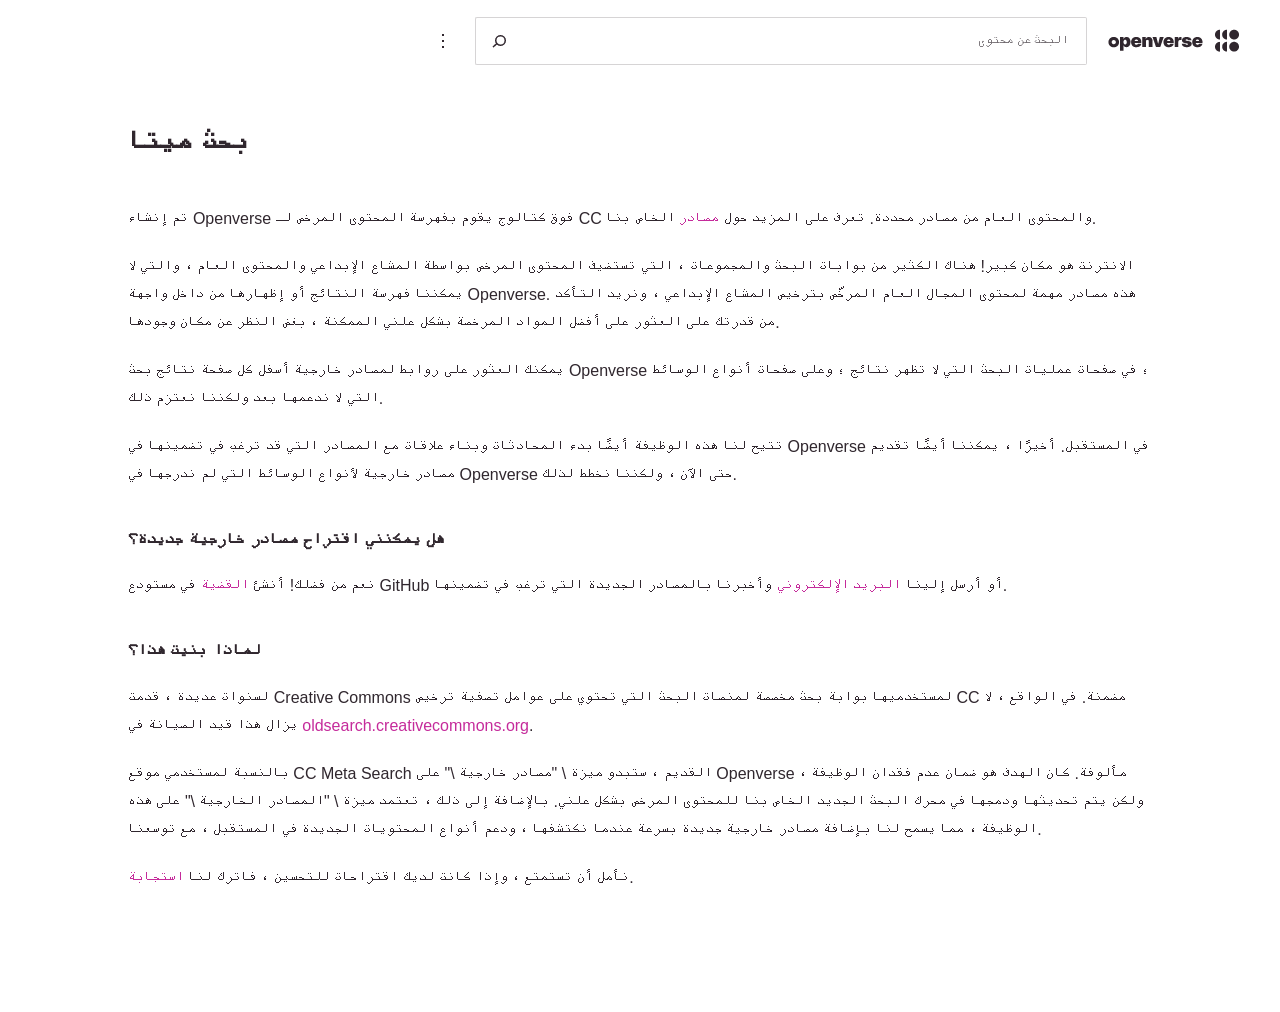 openverse
البحث عن محتوى
بحث ميتا
تم إنشاء Openverse فوق كتالوج يقوم بفهرسة المحتوى المرخص لـ CC والمحتوى العام من مصادر محددة. تعرف على المزيد حول مصادر الخاص بنا.
الانترنت هو مكان كبير! هناك الكثير من بوابات البحث والمجموعات ، التي تستضيف المحتوى المرخص بواسطة المشاع الإبداعي والمحتوى العام ، والتي لا
يمكننا فهرسة النتائج أو إظهارها من داخل واجهة Openverse. هذه مصادر مهمة لمحتوى المجال العام المرخّص بترخيص المشاع الإبداعي ، ونريد التأكد
من قدرتك على العثور على أفضل المواد المرخصة بشكل علني الممكنة ، بغض النظر عن مكان وجودها.
يمكنك العثور على روابط لمصادر خارجية أسفل كل صفحة نتائج بحث Openverse ؛ في صفحات عمليات البحث التي لا تظهر نتائج ؛ وعلى صفحات أنواع الوسائط
التي لا ندعمها بعد ولكننا نعتزم ذلك.
تتيح لنا هذه الوظيفة أيضًا بدء المحادثات وبناء علاقات مع المصادر التي قد ترغب في تضمينها في Openverse في المستقبل. أخيرًا ، يمكننا أيضًا تقديم
مصادر خارجية لأنواع الوسائط التي لم ندرجها في Openverse حتى الآن ، ولكننا نخطط لذلك.
هل يمكنني اقتراح مصادر خارجية جديدة؟
نعم من فضلك! أنشئ القضية في مستودع GitHub أو أرسل إلينا البريد الإلكتروني وأخبرنا بالمصادر الجديدة التي ترغب في تضمينها.
لماذا بنيت هذا؟
لسنوات عديدة ، قدمت Creative Commons لمستخدميها بوابة بحث مخصصة لمنصات البحث التي تحتوي على عوامل تصفية ترخيص CC مضمنة. في الواقع ، لا
يزال هذا قيد الصيانة في oldsearch.creativecommons.org.
بالنسبة لمستخدمي موقع CC Meta Search القديم ، ستبدو ميزة \ "مصادر خارجية \" على Openverse مألوفة. كان الهدف هو ضمان عدم فقدان الوظيفة ،
ولكن يتم تحديثها ودمجها في محرك البحث الجديد الخاص بنا للمحتوى المرخص بشكل علني. بالإضافة إلى ذلك ، تعتمد ميزة \ "المصادر الخارجية \" على هذه
الوظيفة ، مما يسمح لنا بإضافة مصادر خارجية جديدة بسرعة عندما نكتشفها ، ودعم أنواع المحتويات الجديدة في المستقبل ، مع توسعنا.
نأمل أن تستمتع ، وإذا كانت لديك اقتراحات للتحسين ، فاترك لنا استجابة.